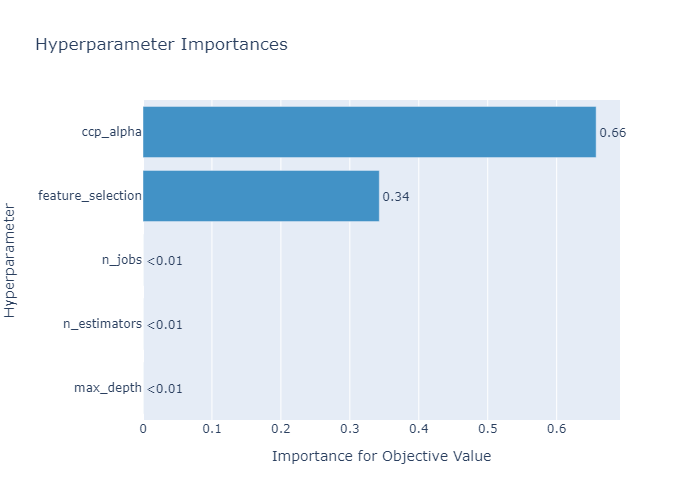 Hyperparameter Importances
Hyperparameter
ccp_alpha
0.66
feature_selection
0.34
n_jobs
<0.01
n_estimators
<0.01
max_depth
<0.01
0 0.1 0.2 0.3 0.4 0.5 0.6
Importance for Objective Value